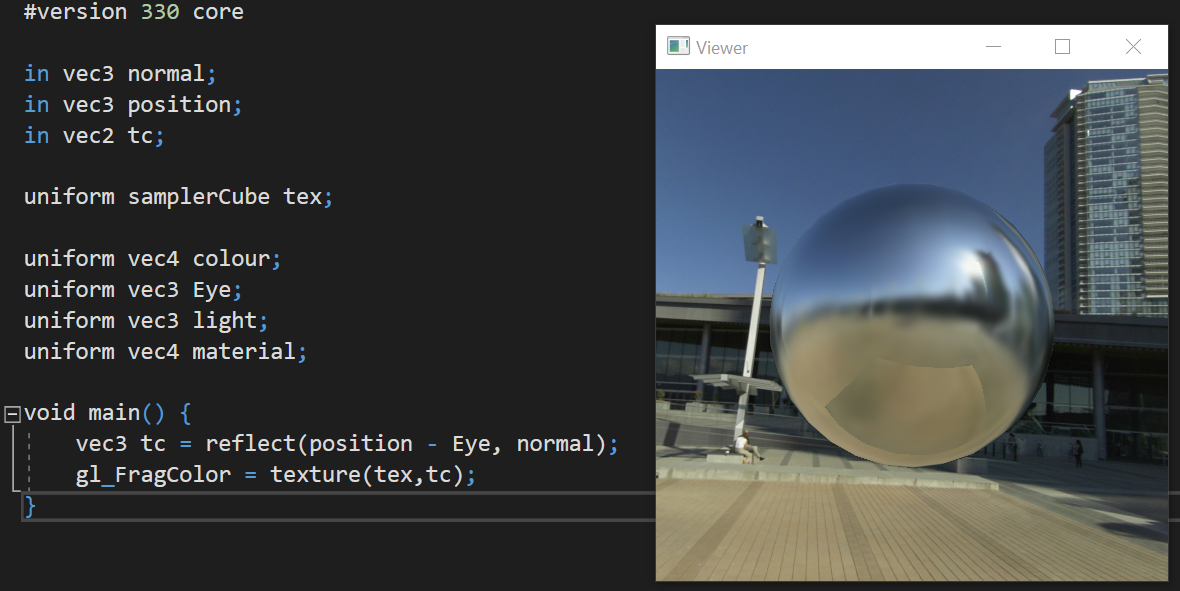 #version 330 core
in vec3 normal;
in vec3 position;
in vec2 tc;
uniform samplerCube tex;
uniform vec4 colour;
uniform vec3 Eye;
uniform vec3 light;
uniform vec4 material;
void main() {
vec3 tc = reflect(position - Eye, normal);
gl_FragColor = texture(tex,tc);
}
Viewer